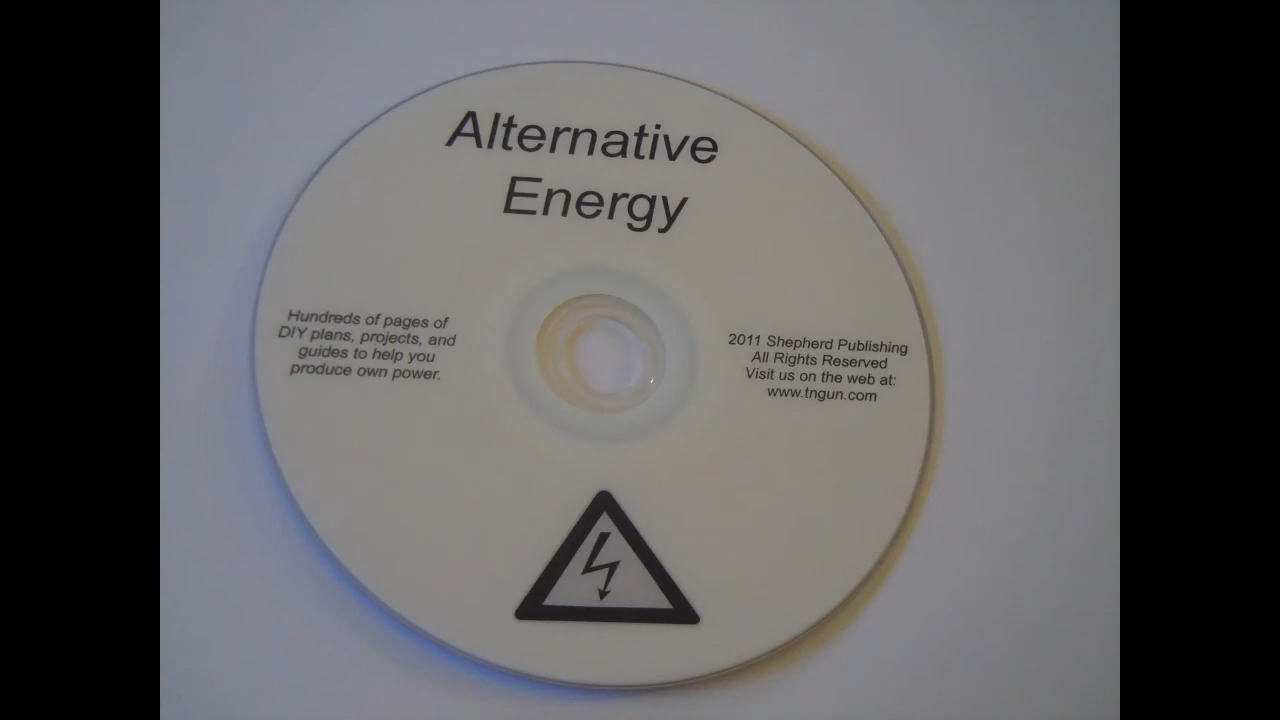 Alternative
Energy
Hundreds of pages of
DIY plans, projects, and
guides to help you
produce own power.
2011 Shepherd Publishing
All Rights Reserved
Visit us on the web at:
www.tngun.com